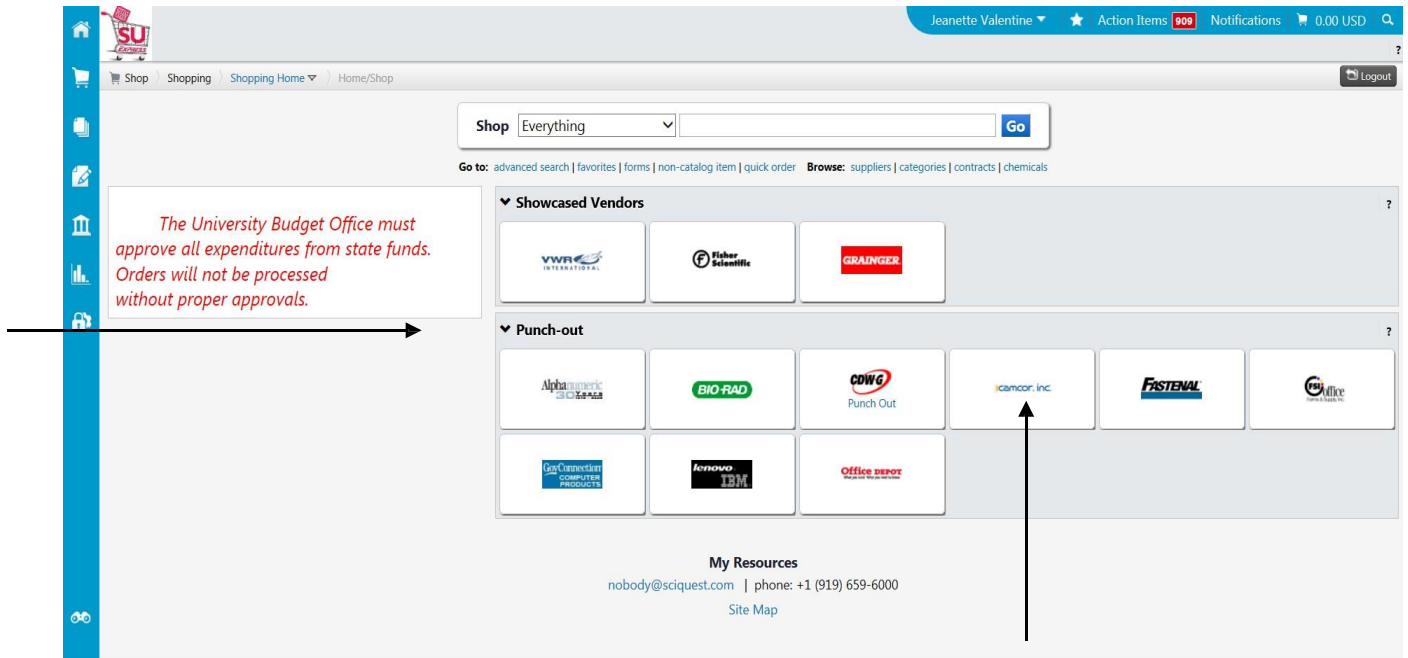 SU
EXPRESS
Jeanette Valentine ▼ ★ Action Items 909 Notifications 0.00 USD
?
Shop Shopping Shopping Home Home/Shop Logout
Shop Everything Go
Go to: advanced search | favorites | forms | non-catalog item | quick order Browse: suppliers | categories | contracts | chemicals
The University Budget Office must
approve all expenditures from state funds.
Orders will not be processed
without proper approvals.
Showcased Vendors ?
VWR
INTERNATIONAL
Fisher
Scientific
GRAINGER
Punch-out ?
Alphanumeric
30 Years
BIO-RAD
CDWG
Punch Out
camcor, inc.
FASTENAL
FSI office
GovConnection
COMPUTER
PRODUCTS
lenovo
IBM
Office DEPOT
My Resources
nobody@sciquest.com | phone: +1 (919) 659-6000
Site Map